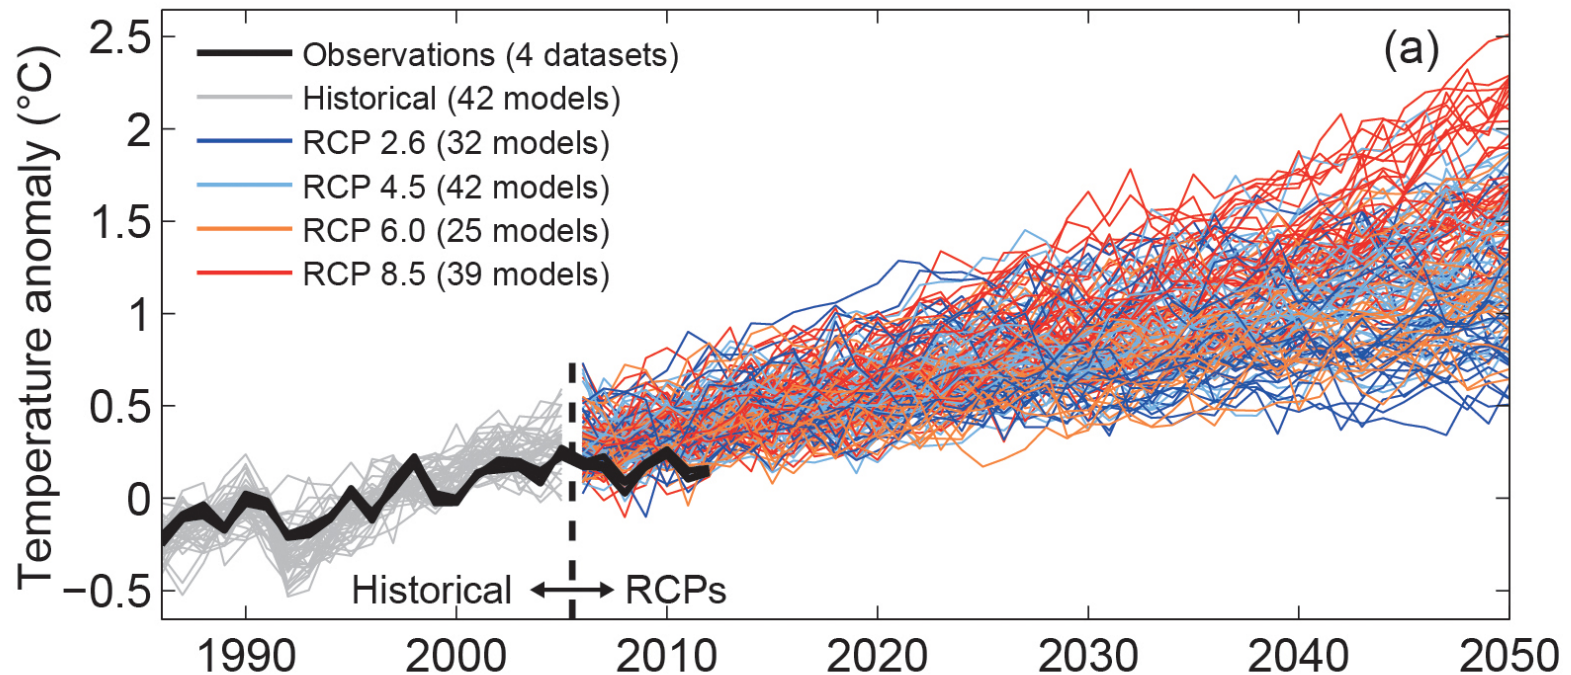 Temperature anomaly (°C)
2.5
2
1.5
1
0.5
0
−0.5
Observations (4 datasets)
Historical (42 models)
RCP 2.6 (32 models)
RCP 4.5 (42 models)
RCP 6.0 (25 models)
RCP 8.5 (39 models)
(a)
Historical
RCPs
1990
2000
2010
2020
2030
2040
2050